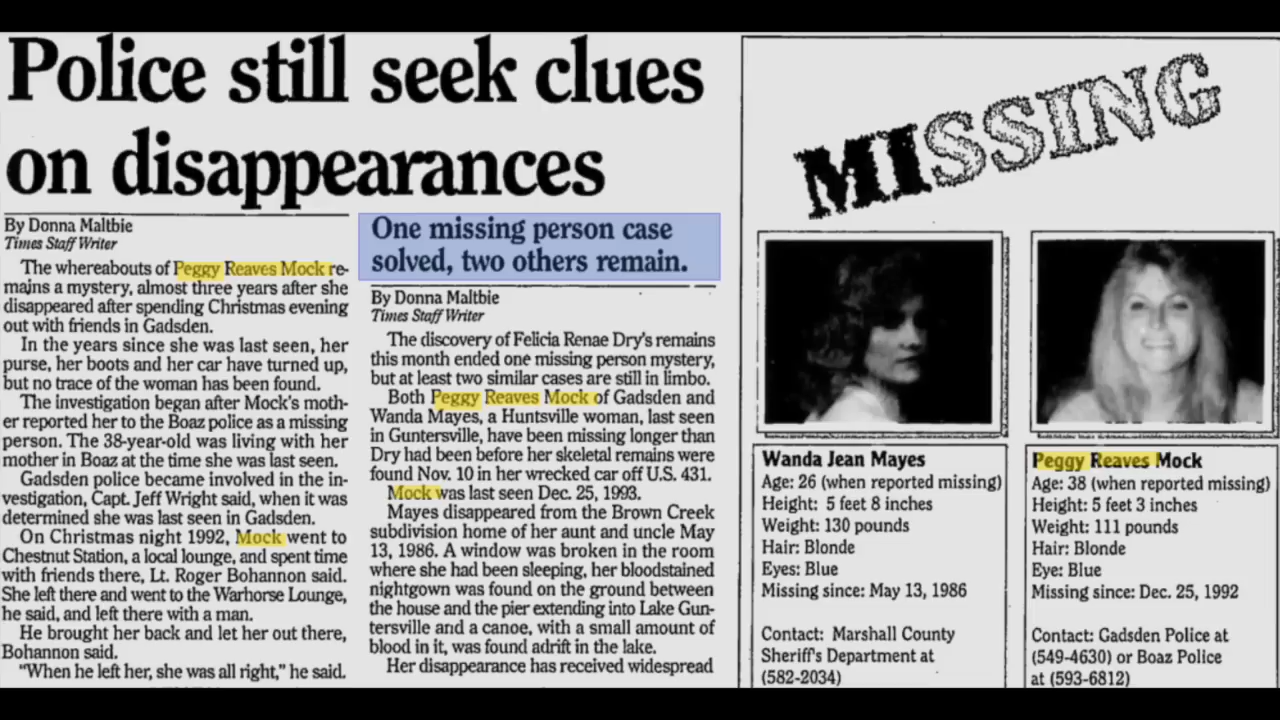 Police still seek clues
on disappearances
By Donna Maltbie
Times Staff Writer
The whereabouts of Peggy Reaves Mock re-
mains a mystery, almost three years after she
disappeared after spending Christmas evening
out with friends in Gadsden.
In the years since she was last seen, her
purse, her boots and her car have turned up,
but no trace of the woman has been found.
The investigation began after Mock's moth-
er reported her to the Boaz police as a missing
person. The 38-year-old was living with her
mother in Boaz at the time she was last seen.
Gadsden police became involved in the in-
vestigation, Capt. Jeff Wright said, when it was
determined she was last seen in Gadsden.
On Christmas night 1992, Mock went to
Chestnut Station, a local lounge, and spent time
with friends there, Lt. Roger Bohannon said.
She left there and went to the Warhorse Lounge,
he said, and left there with a man.
He brought her back and let her out there,
Bohannon said.
"When he left her, she was all right," he said.
One missing person case
solved, two others remain.
By Donna Maltbie
Times Staff Writer
The discovery of Felicia Renae Dry's remains
this month ended one missing person mystery,
but at least two similar cases are still in limbo.
Both Peggy Reaves Mock of Gadsden and
Wanda Mayes, a Huntsville woman, last seen
in Guntersville, have been missing longer than
Dry had been before her skeletal remains were
found Nov. 10 in her wrecked car off U.S. 431.
Mock was last seen Dec. 25, 1993.
Mayes disappeared from the Brown Creek
subdivision home of her aunt and uncle May
13, 1986. A window was broken in the room
where she had been sleeping, her bloodstained
nightgown was found on the ground between
the house and the pier extending into Lake Gun-
tersville and a canoe, with a small amount of
blood in it, was found adrift in the lake.
Her disappearance has received widespread
MISSING
Wanda Jean Mayes
Age: 26 (when reported missing)
Height: 5 feet 8 inches
Weight: 130 pounds
Hair: Blonde
Eyes: Blue
Missing since: May 13, 1986
Contact: Marshall County
Sheriff's Department at
(582-2034)
Peggy Reaves Mock
Age: 38 (when reported missing)
Height: 5 feet 3 inches
Weight: 111 pounds
Hair: Blonde
Eye: Blue
Missing since: Dec. 25, 1992
Contact: Gadsden Police at
(549-4630) or Boaz Police
at (593-6812)